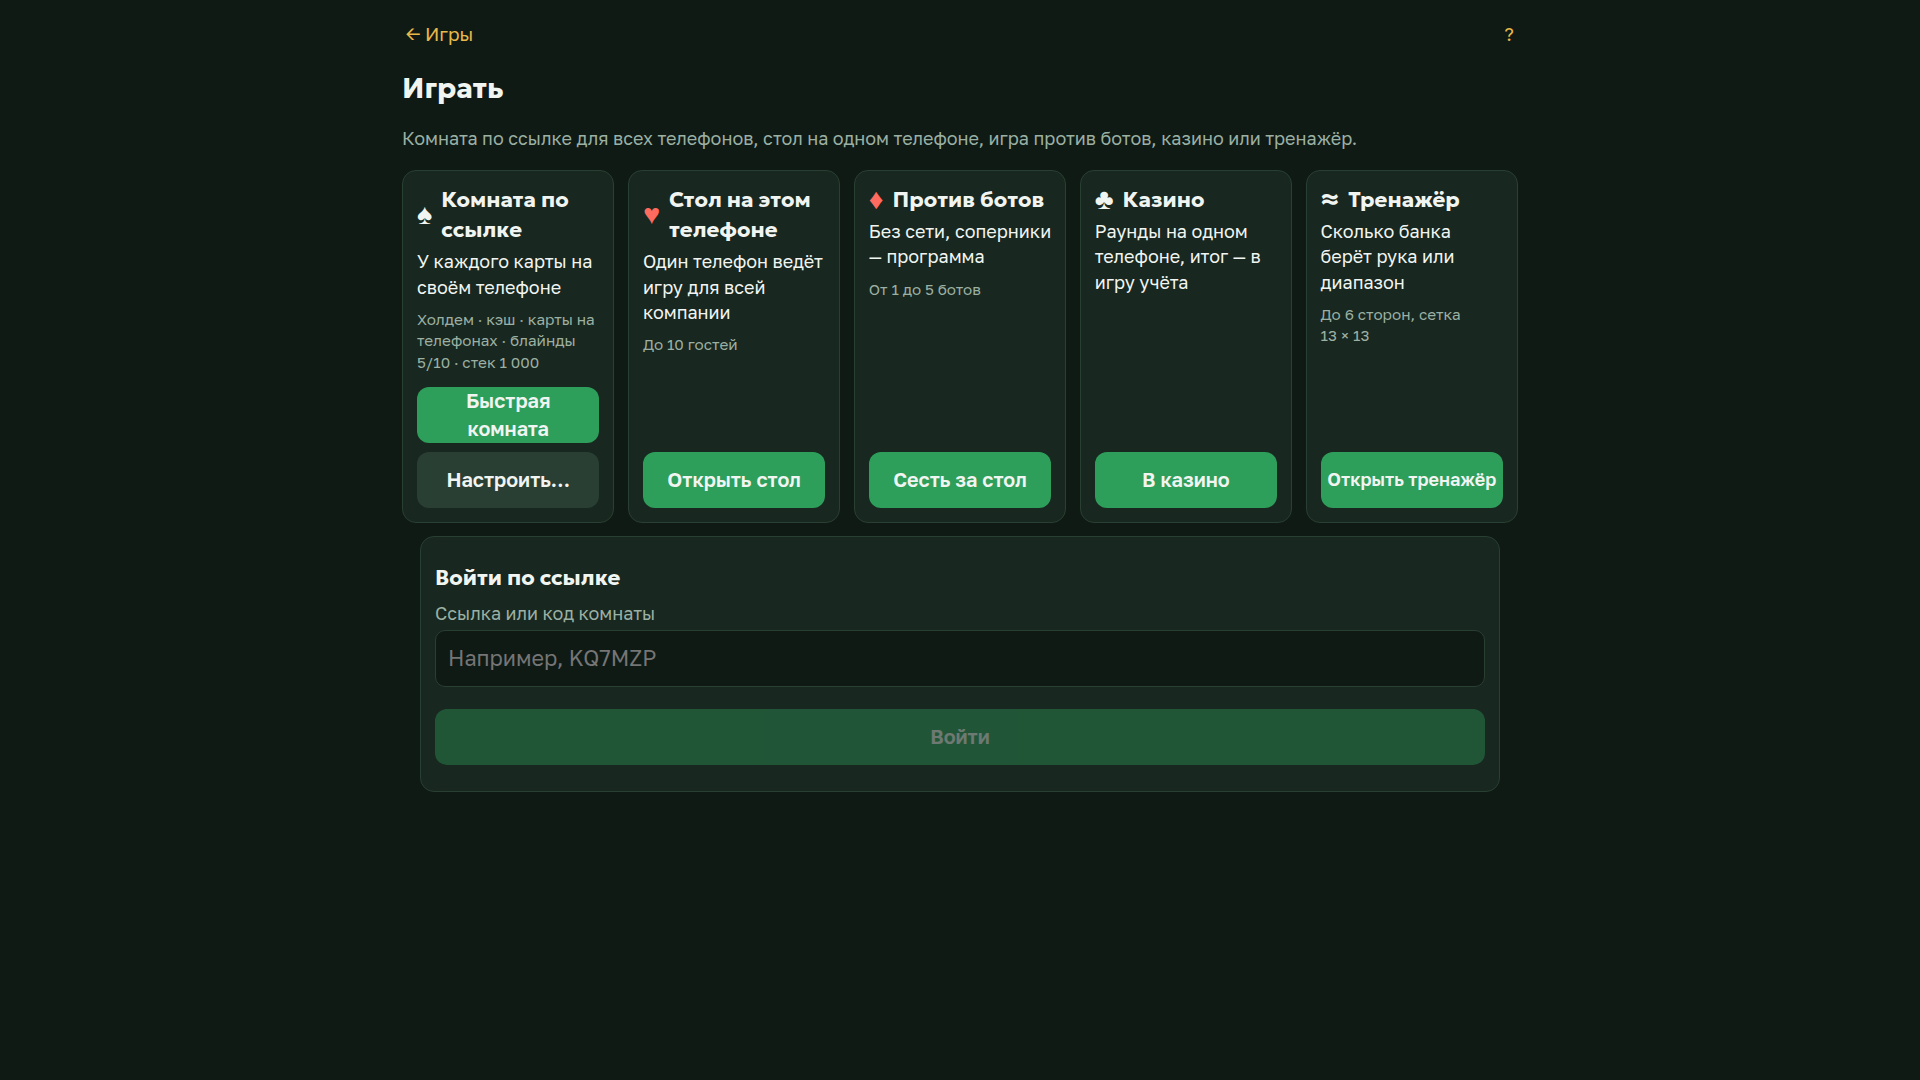 ← Игры
?
Играть
Комната по ссылке для всех телефонов, стол на одном телефоне, игра против ботов, казино или тренажёр.
♠ Комната по
ссылке
У каждого карты на
своём телефоне
Холдем · кэш · карты на
телефонах · блайнды
5/10 · стек 1 000
Быстрая
комната
Настроить...
♥ Стол на этом
телефоне
Один телефон ведёт
игру для всей
компании
До 10 гостей
Открыть стол
♦ Против ботов
Без сети, соперники
— программа
От 1 до 5 ботов
Сесть за стол
♣ Казино
Раунды на одном
телефоне, итог — в
игру учёта
В казино
≈ Тренажёр
Сколько банка
берёт рука или
диапазон
До 6 сторон, сетка
13 × 13
Открыть тренажёр
Войти по ссылке
Ссылка или код комнаты
Например, KQ7MZP
Войти